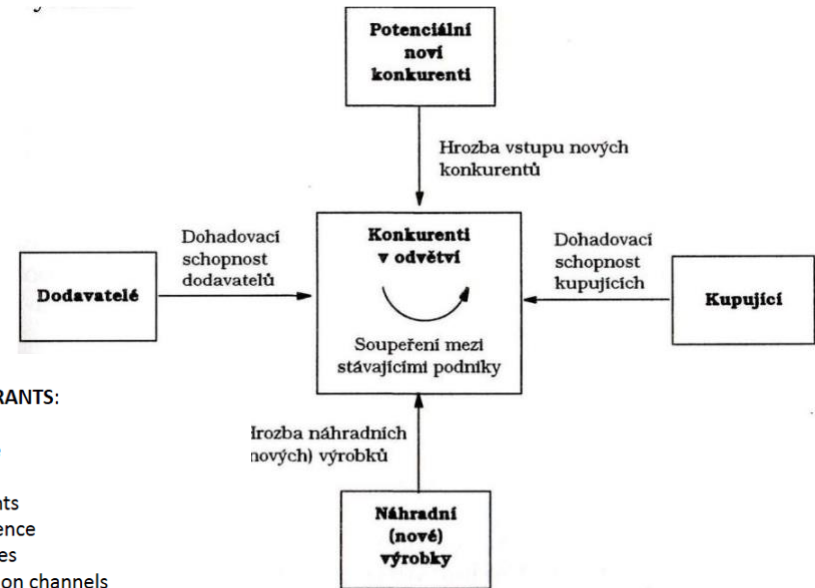 Potenciální
noví
konkurenti
Hrozba vstupu nových
konkurentů
Dohadovací
schopnost
dodavatelů
Dodavatelé
Konkurenti
v odvětví
Soupeření mezi
stávajícími podniky
Dohadovací
schopnost
kupujících
Kupující
hrozba náhradních
nových) výrobků
Náhradní
(nové)
výrobky
RANTS:
nts
ence
es
on channels